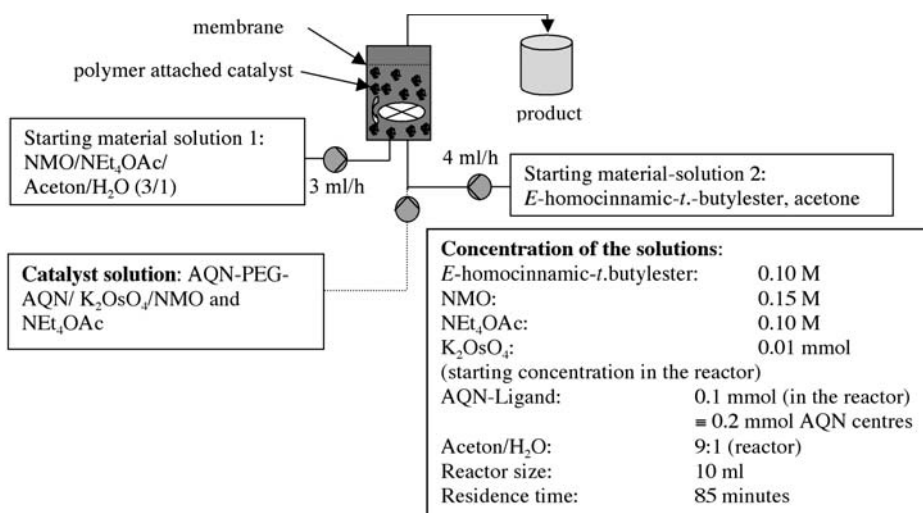 membrane
polymer attached catalyst
product
Starting material solution 1:
NMO/NEt₄OAc/
Aceton/H₂O (3/1)
3 ml/h
4 ml/h
Starting material-solution 2:
E-homocinnamic-t.-butylester, acetone
Catalyst solution: AQN-PEG-
AQN/ K₂OsO₄/NMO and
NEt₄OAc
Concentration of the solutions:
E-homocinnamic-t.butylester: 0.10 M
NMO: 0.15 M
NEt₄OAc: 0.10 M
K₂OsO₄: 0.01 mmol
(starting concentration in the reactor)
AQN-Ligand: 0.1 mmol (in the reactor)
≡ 0.2 mmol AQN centres
Aceton/H₂O: 9:1 (reactor)
Reactor size: 10 ml
Residence time: 85 minutes